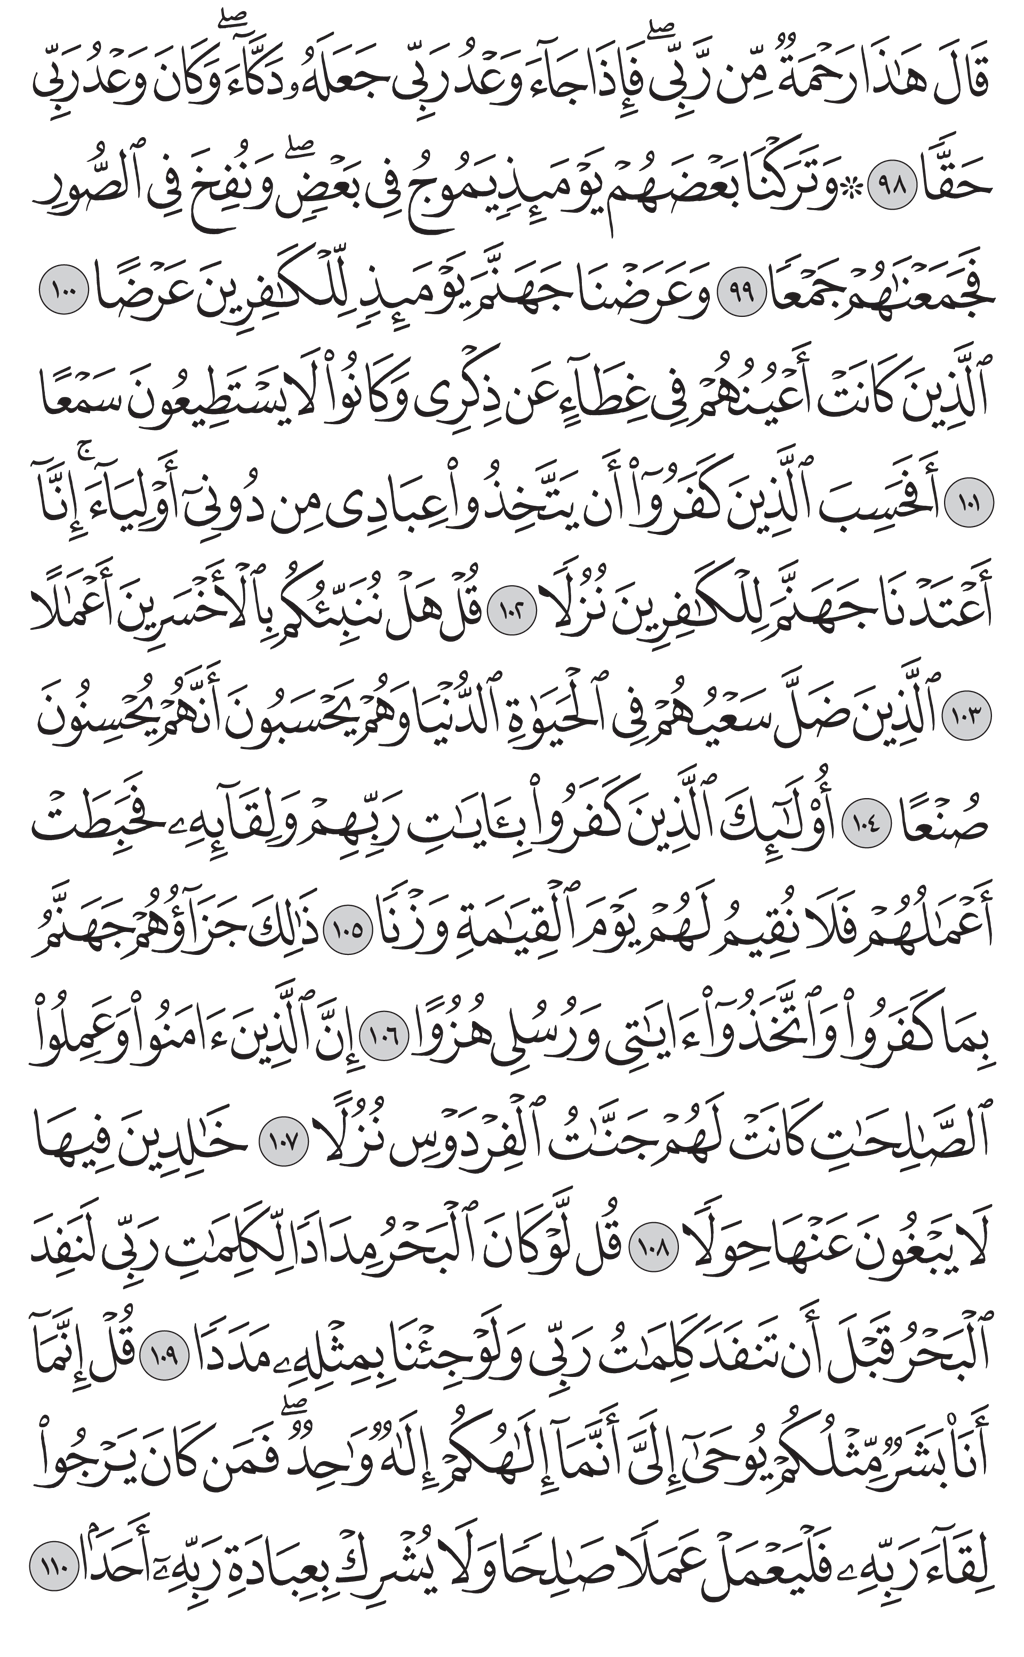 قَالَ هَٰذَا رَحۡمَةٞ مِّن رَّبِّيۖ فَإِذَا جَآءَ وَعۡدُ رَبِّي جَعَلَهُۥ دَكَّآءَۖ وَكَانَ وَعۡدُ رَبِّي
حَقّٗا ٩٨ ۞ وَتَرَكۡنَا بَعۡضَهُمۡ يَوۡمَئِذٖ يَمُوجُ فِي بَعۡضٖۖ وَنُفِخَ فِي ٱلصُّورِ
فَجَمَعۡنَٰهُمۡ جَمۡعٗا ٩٩ وَعَرَضۡنَا جَهَنَّمَ يَوۡمَئِذٖ لِّلۡكَٰفِرِينَ عَرۡضًا ١٠٠
ٱلَّذِينَ كَانَتۡ أَعۡيُنُهُمۡ فِي غِطَآءٍ عَن ذِكۡرِي وَكَانُواْ لَا يَسۡتَطِيعُونَ سَمۡعًا
١٠١ أَفَحَسِبَ ٱلَّذِينَ كَفَرُوٓاْ أَن يَتَّخِذُواْ عِبَادِي مِن دُونِيٓ أَوۡلِيَآءَۚ إِنَّآ
أَعۡتَدۡنَا جَهَنَّمَ لِلۡكَٰفِرِينَ نُزُلٗا ١٠٢ قُلۡ هَلۡ نُنَبِّئُكُم بِٱلۡأَخۡسَرِينَ أَعۡمَٰلًا
١٠٣ ٱلَّذِينَ ضَلَّ سَعۡيُهُمۡ فِي ٱلۡحَيَوٰةِ ٱلدُّنۡيَا وَهُمۡ يَحۡسَبُونَ أَنَّهُمۡ يُحۡسِنُونَ
صُنۡعًا ١٠٤ أُوْلَٰٓئِكَ ٱلَّذِينَ كَفَرُواْ بِـَٔايَٰتِ رَبِّهِمۡ وَلِقَآئِهِۦ فَحَبِطَتۡ
أَعۡمَٰلُهُمۡ فَلَا نُقِيمُ لَهُمۡ يَوۡمَ ٱلۡقِيَٰمَةِ وَزۡنٗا ١٠٥ ذَٰلِكَ جَزَآؤُهُمۡ جَهَنَّمُ
بِمَا كَفَرُواْ وَٱتَّخَذُوٓاْ ءَايَٰتِي وَرُسُلِي هُزُوًا ١٠٦ إِنَّ ٱلَّذِينَ ءَامَنُواْ وَعَمِلُواْ
ٱلصَّٰلِحَٰتِ كَانَتۡ لَهُمۡ جَنَّٰتُ ٱلۡفِرۡدَوۡسِ نُزُلًا ١٠٧ خَٰلِدِينَ فِيهَا
لَا يَبۡغُونَ عَنۡهَا حِوَلٗا ١٠٨ قُل لَّوۡ كَانَ ٱلۡبَحۡرُ مِدَادٗا لِّكَلِمَٰتِ رَبِّي لَنَفِدَ
ٱلۡبَحۡرُ قَبۡلَ أَن تَنفَدَ كَلِمَٰتُ رَبِّي وَلَوۡ جِئۡنَا بِمِثۡلِهِۦ مَدَدٗا ١٠٩ قُلۡ إِنَّمَآ
أَنَا۠ بَشَرٞ مِّثۡلُكُمۡ يُوحَىٰٓ إِلَيَّ أَنَّمَآ إِلَٰهُكُمۡ إِلَٰهٞ وَٰحِدٞۖ فَمَن كَانَ يَرۡجُواْ
لِقَآءَ رَبِّهِۦ فَلۡيَعۡمَلۡ عَمَلٗا صَٰلِحٗا وَلَا يُشۡرِكۡ بِعِبَادَةِ رَبِّهِۦٓ أَحَدَۢا ١١٠